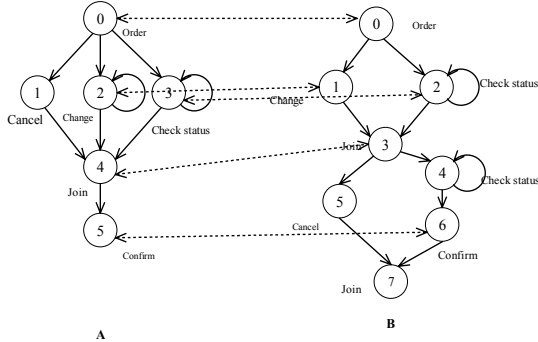 0
Order
0
Order
1
2
3
1
2
Check status
Cancel
Change
Change
Check status
Join
3
4
4
Check status
Join
5
5
6
Cancel
Confirm
Confirm
7
Join
A
B